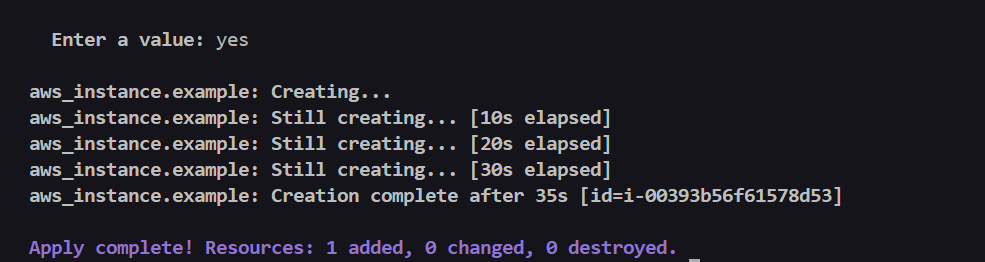 Enter a value: yes
aws_instance.example: Creating...
aws_instance.example: Still creating... [10s elapsed]
aws_instance.example: Still creating... [20s elapsed]
aws_instance.example: Still creating... [30s elapsed]
aws_instance.example: Creation complete after 35s [id=i-00393b56f61578d53]
Apply complete! Resources: 1 added, 0 changed, 0 destroyed.